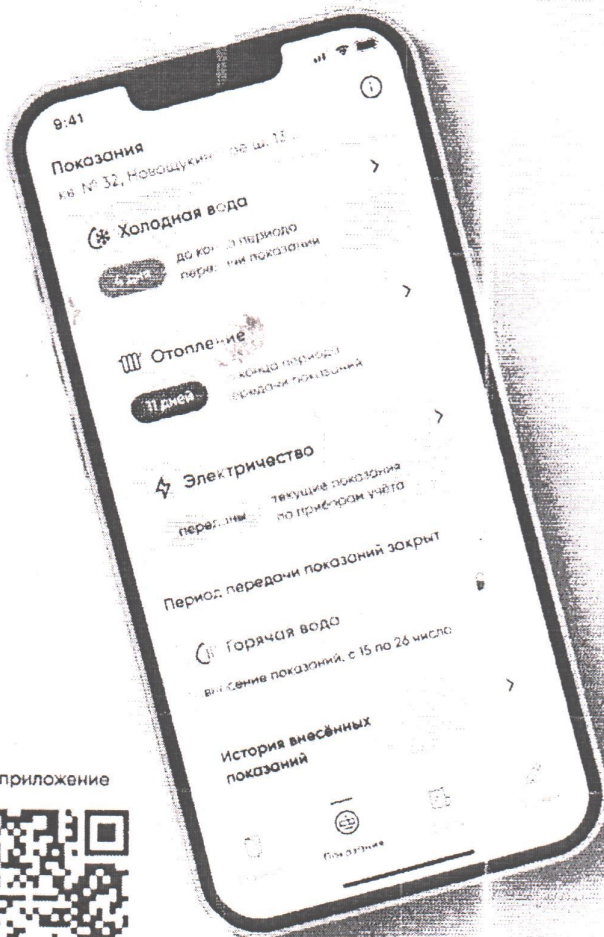 9:41
Показания
кв. № 32,
Холодная вода
до периода
показаний
Отопление
11 дней
конца периода
передачи показаний
Электричество
текущие показания
по приборам учёта
Период передачи показаний закрыт
Горячая вода
показаний, с 15 по 26 число
История внесённых
показаний
приложение
Показания